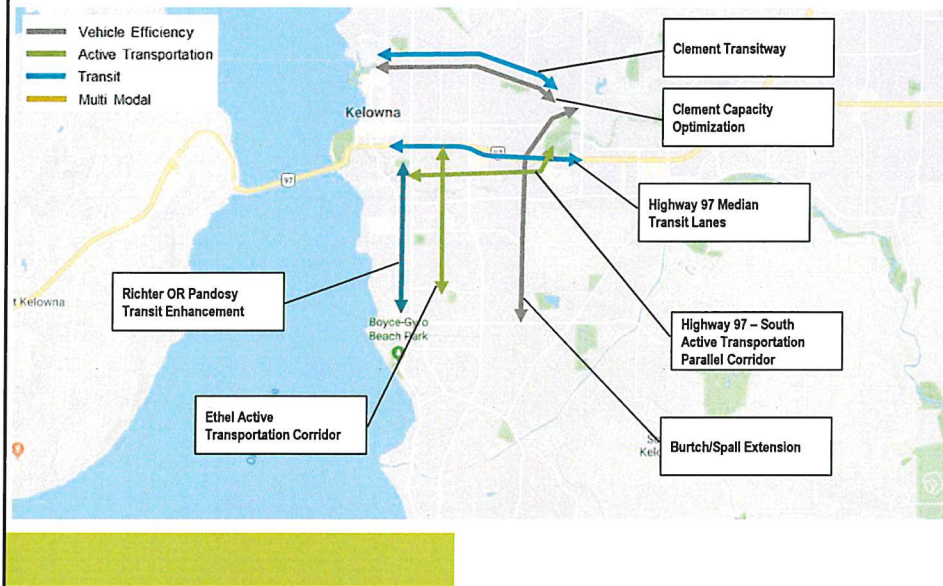 Vehicle Efficiency
Active Transportation
Transit
Multi Modal
Clement Transitway
Clement Capacity
Optimization
Kelowna
97
97
Highway 97 Median
Transit Lanes
t Kelowna
Richter OR Pandosy
Transit Enhancement
Boyce-Gyro
Beach Park
Highway 97 – South
Active Transportation
Parallel Corridor
Ethel Active
Transportation Corridor
Burtch/Spall Extension